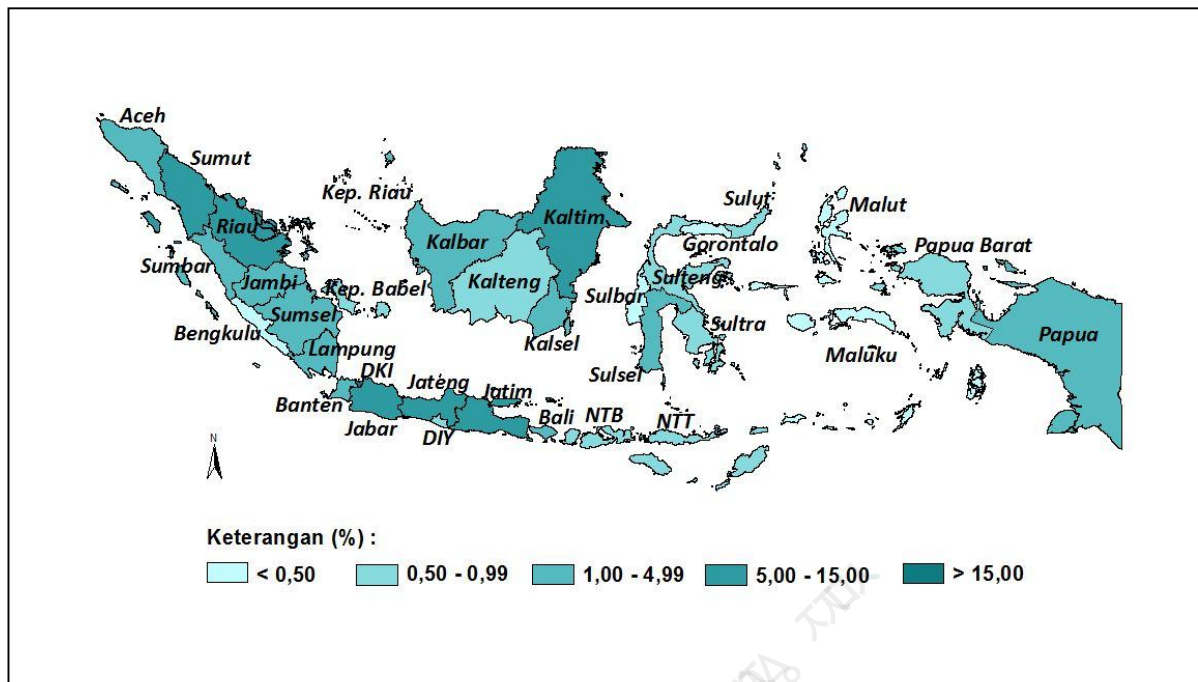 Aceh
Sumut
Kep. Riau
Riau
Sumbar
Jambi
Kep. Babel
Sumsel
Bengkulu
Lampung
DKI
Banten
Jabar
Jateng
DIY
Jatim
Bali
NTB
NTT
Kalbar
Kalteng
Kaltim
Kalsel
Sulut
Gorontalo
Sulteng
Sulbar
Sultra
Sulsel
Malut
Maluku
Papua Barat
Papua
N
Keterangan (%) :
< 0,50
0,50 - 0,99
1,00 - 4,99
5,00 - 15,00
> 15,00